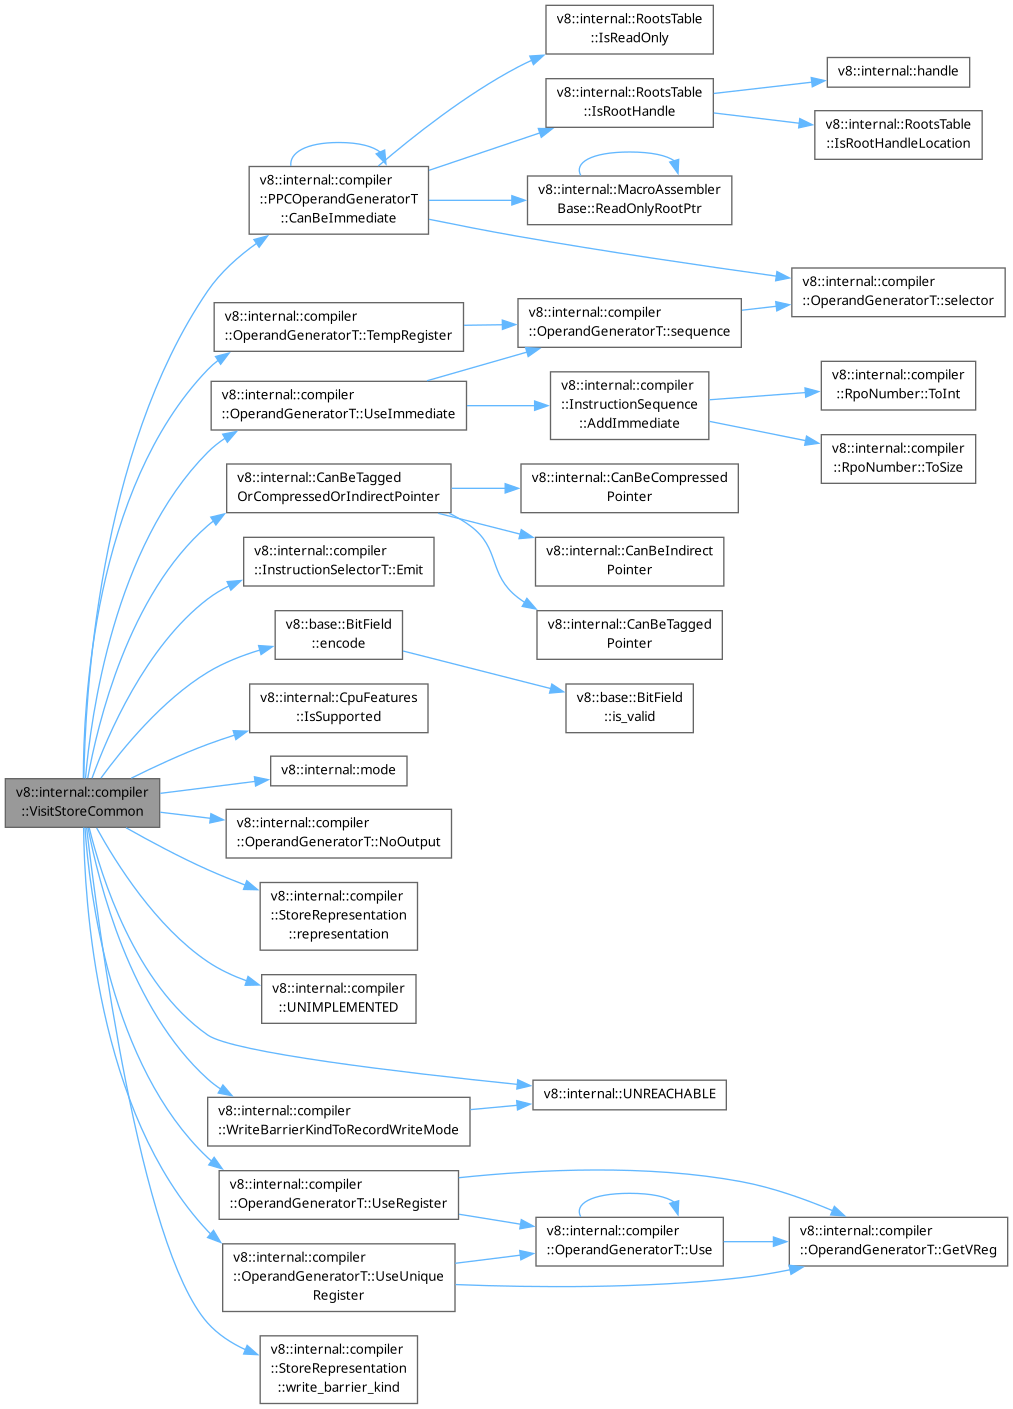 v8::internal::RootsTable
::IsReadOnly
v8::internal::handle
v8::internal::RootsTable
::IsRootHandle
v8::internal::RootsTable
::IsRootHandleLocation
v8::internal::compiler
::PPCOperandGeneratorT
::CanBeImmediate
v8::internal::MacroAssembler
Base::ReadOnlyRootPtr
v8::internal::compiler
::OperandGeneratorT::selector
v8::internal::compiler
::OperandGeneratorT::TempRegister
v8::internal::compiler
::OperandGeneratorT::sequence
v8::internal::compiler
::RpoNumber::ToInt
v8::internal::compiler
::OperandGeneratorT::UseImmediate
v8::internal::compiler
::InstructionSequence
::AddImmediate
v8::internal::compiler
::RpoNumber::ToSize
v8::internal::CanBeTagged
OrCompressedOrIndirectPointer
v8::internal::CanBeCompressed
Pointer
v8::internal::compiler
::InstructionSelectorT::Emit
v8::internal::CanBeIndirect
Pointer
v8::base::BitField
::encode
v8::internal::CanBeTagged
Pointer
v8::internal::CpuFeatures
::IsSupported
v8::base::BitField
::is_valid
v8::internal::mode
v8::internal::compiler
::VisitStoreCommon
v8::internal::compiler
::OperandGeneratorT::NoOutput
v8::internal::compiler
::StoreRepresentation
::representation
v8::internal::compiler
::UNIMPLEMENTED
v8::internal::UNREACHABLE
v8::internal::compiler
::WriteBarrierKindToRecordWriteMode
v8::internal::compiler
::OperandGeneratorT::UseRegister
v8::internal::compiler
::OperandGeneratorT::Use
v8::internal::compiler
::OperandGeneratorT::GetVReg
v8::internal::compiler
::OperandGeneratorT::UseUnique
Register
v8::internal::compiler
::StoreRepresentation
::write_barrier_kind